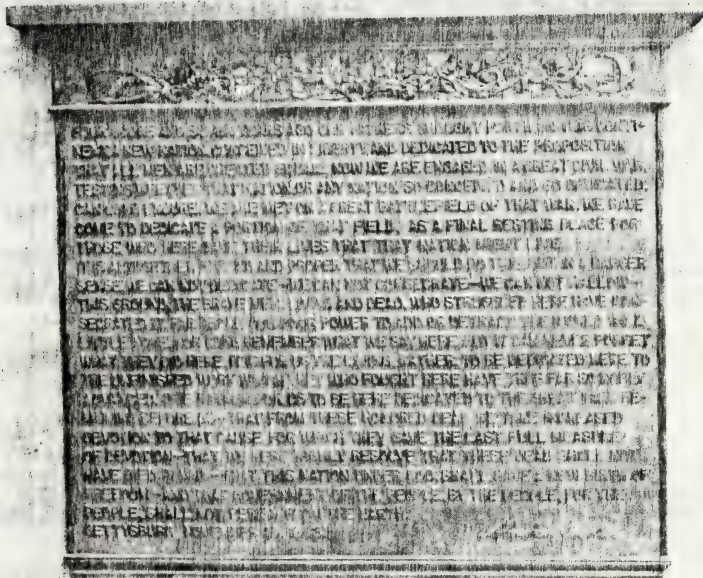 FOUR SCORE AND SEVEN YEARS AGO OUR FATHERS BROUGHT FORTH ON THIS CONTI-
NENT A NEW NATION, CONCEIVED IN LIBERTY, AND DEDICATED TO THE PROPOSITION
THAT ALL MEN ARE CREATED EQUAL. NOW WE ARE ENGAGED IN A GREAT CIVIL WAR,
TESTING WHETHER THAT NATION OR ANY NATION SO CONCEIVED AND SO DEDICATED,
CAN LONG ENDURE. WE ARE MET ON A GREAT BATTLEFIELD OF THAT WAR. WE HAVE
COME TO DEDICATE A PORTION OF THAT FIELD, AS A FINAL RESTING PLACE FOR
THOSE WHO HERE GAVE THEIR LIVES THAT THAT NATION MIGHT LIVE.
IT IS ALTOGETHER FITTING AND PROPER THAT WE SHOULD DO THIS. BUT IN A LARGER
SENSE WE CAN NOT DEDICATE—WE CAN NOT CONSECRATE—WE CAN NOT HALLOW—
THIS GROUND. THE BRAVE MEN, LIVING AND DEAD, WHO STRUGGLED HERE HAVE CON-
SECRATED IT FAR ABOVE OUR POOR POWER TO ADD OR DETRACT. THE WORLD WILL
LITTLE NOTE NOR LONG REMEMBER WHAT WE SAY HERE, BUT IT CAN NEVER FORGET
WHAT THEY DID HERE. IT IS FOR US THE LIVING, RATHER, TO BE DEDICATED HERE TO
THE UNFINISHED WORK WHICH THEY WHO FOUGHT HERE HAVE THUS FAR SO NOBLY
ADVANCED. IT IS RATHER FOR US TO BE HERE DEDICATED TO THE GREAT TASK RE-
MAINING BEFORE US—THAT FROM THESE HONORED DEAD WE TAKE INCREASED
DEVOTION TO THAT CAUSE FOR WHICH THEY GAVE THE LAST FULL MEASURE
OF DEVOTION—THAT WE HERE HIGHLY RESOLVE THAT THESE DEAD SHALL NOT
HAVE DIED IN VAIN—THAT THIS NATION UNDER GOD, SHALL HAVE A NEW BIRTH OF
FREEDOM—AND THAT GOVERNMENT OF THE PEOPLE, BY THE PEOPLE, FOR THE
PEOPLE, SHALL NOT PERISH FROM THE EARTH.
GETTYSBURG